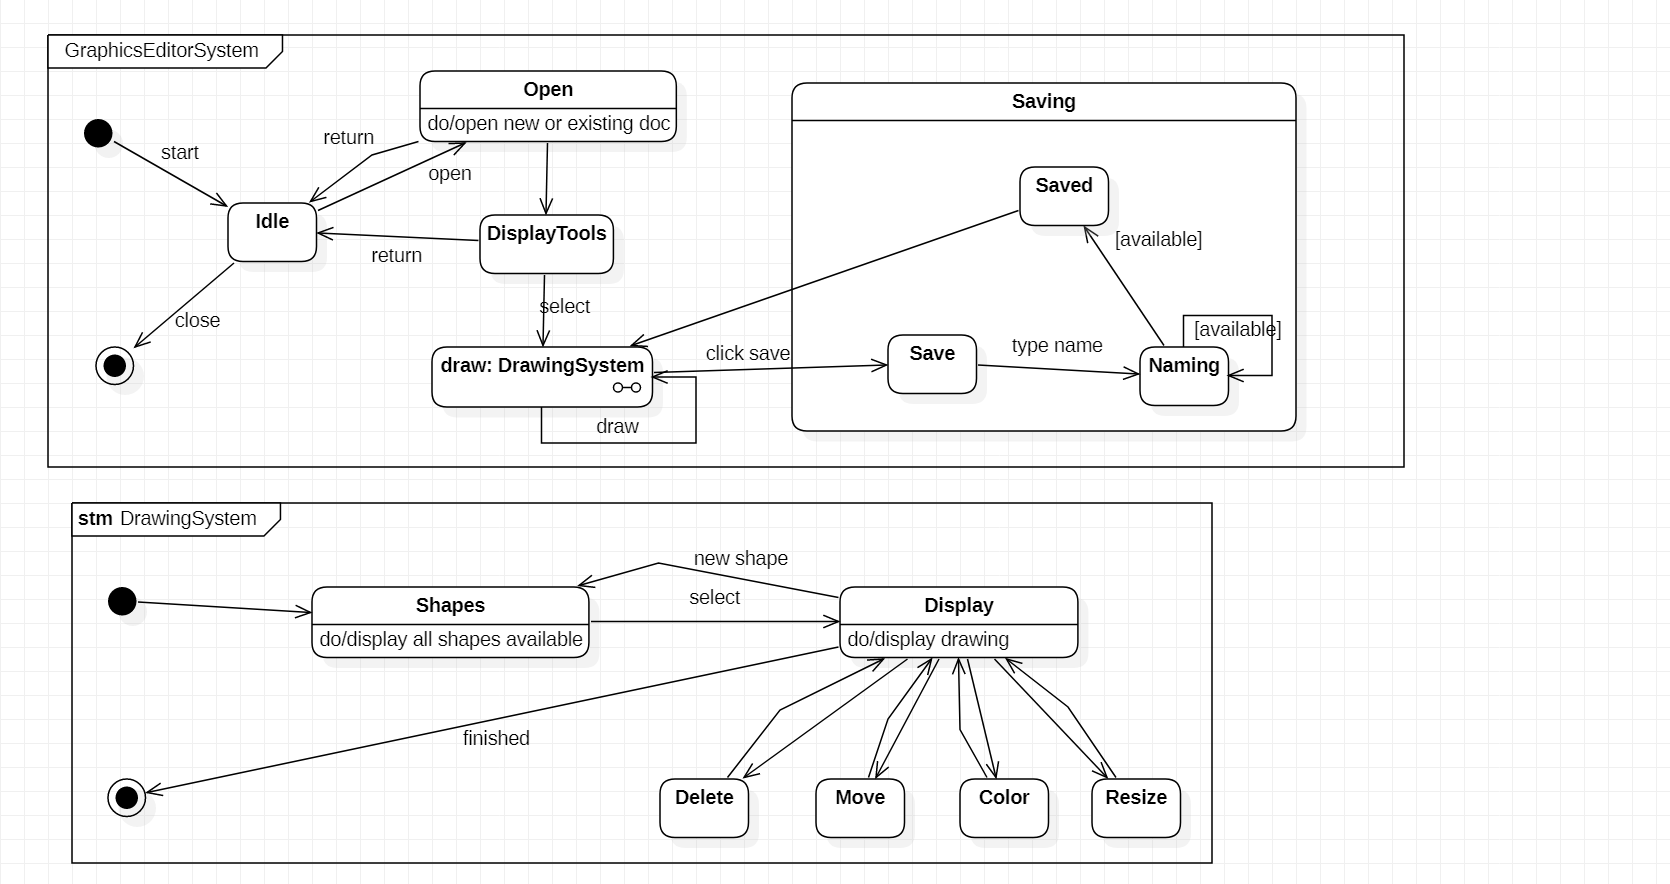 GraphicsEditorSystem
Open
do/open new or existing doc
Saving
start
return
open
Saved
Idle
DisplayTools
[available]
return
select
close
[available]
draw: DrawingSystem
click save
Save
type name
Naming
draw
stm DrawingSystem
new shape
Shapes
select
Display
do/display all shapes available
do/display drawing
finished
Delete
Move
Color
Resize